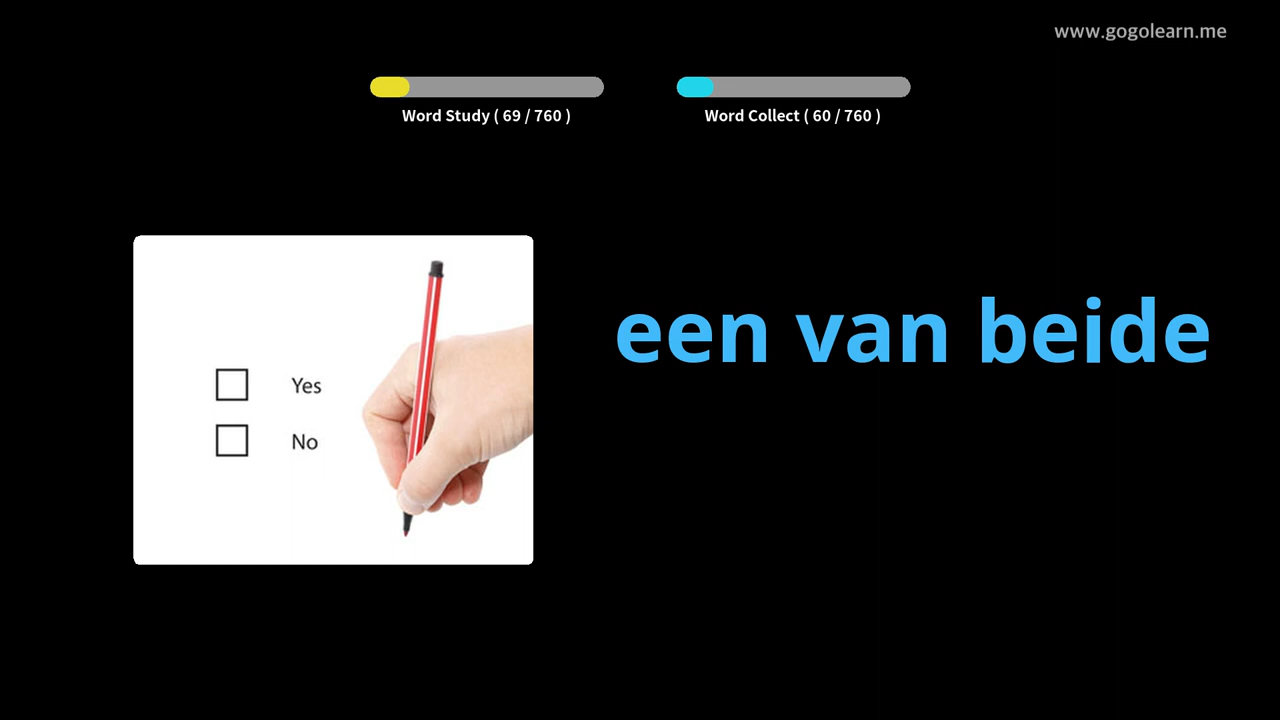 www.gogolearn.me
Word Study ( 69 / 760 )
Word Collect ( 60 / 760 )
een van beide
Yes
No